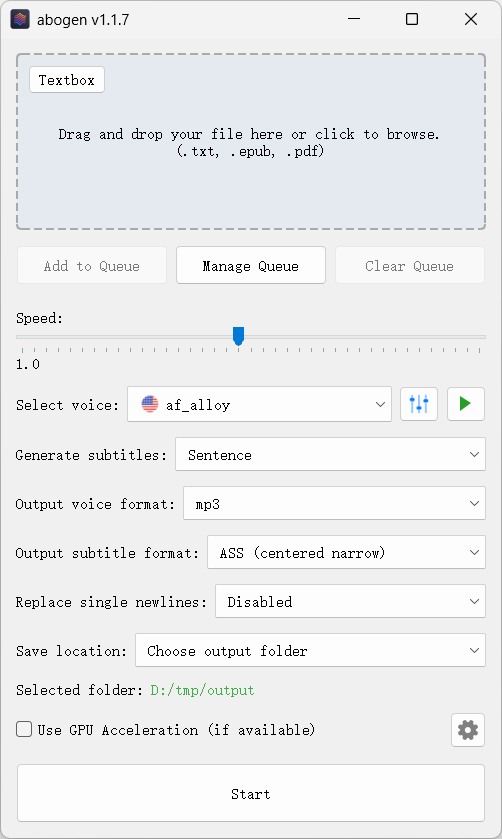 abogen v1.1.7
Textbox
Drag and drop your file here or click to browse.
(.txt, .epub, .pdf)
Add to Queue
Manage Queue
Clear Queue
Speed:
1.0
Select voice: af_alloy
Generate subtitles: Sentence
Output voice format: mp3
Output subtitle format: ASS (centered narrow)
Replace single newlines: Disabled
Save location: Choose output folder
Selected folder: D:/tmp/output
Use GPU Acceleration (if available)
Start